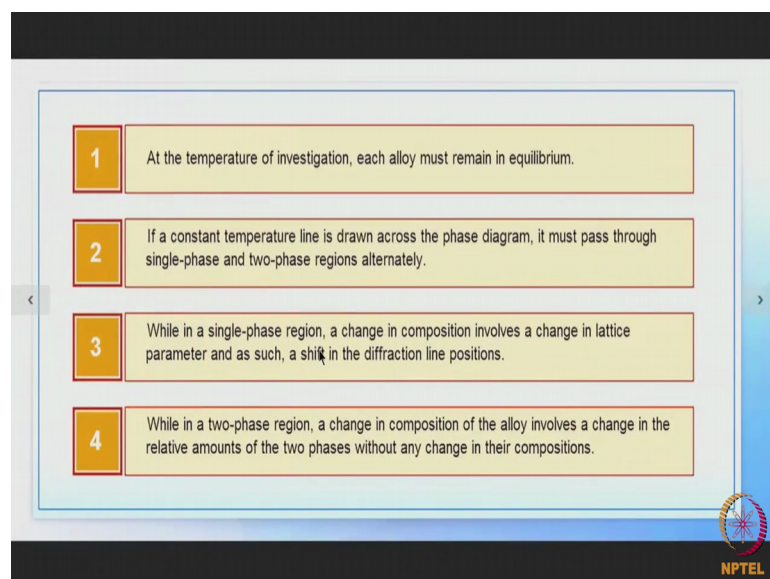 1
At the temperature of investigation, each alloy must remain in equilibrium.
2
If a constant temperature line is drawn across the phase diagram, it must pass through
single-phase and two-phase regions alternately.
3
While in a single-phase region, a change in composition involves a change in lattice
parameter and as such, a shift in the diffraction line positions.
4
While in a two-phase region, a change in composition of the alloy involves a change in the
relative amounts of the two phases without any change in their compositions.
NPTEL